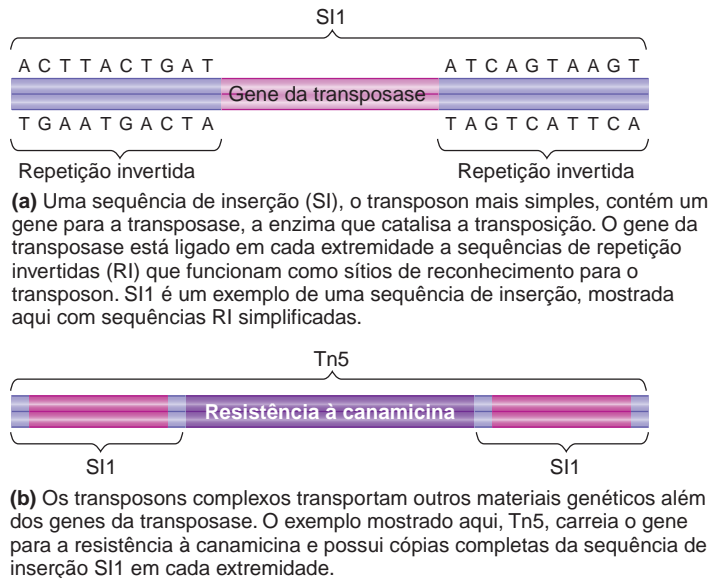 SI1
A C T T A C T G A T
A T C A G T A A G T
Gene da transposase
T G A A T G A C T A
T A G T C A T T C A
Repetição invertida
Repetição invertida
(a) Uma sequência de inserção (SI), o transposon mais simples, contém um
gene para a transposase, a enzima que catalisa a transposição. O gene da
transposase está ligado em cada extremidade a sequências de repetição
invertidas (RI) que funcionam como sítios de reconhecimento para o
transposon. SI1 é um exemplo de uma sequência de inserção, mostrada
aqui com sequências RI simplificadas.
Tn5
Resistência à canamicina
SI1
SI1
(b) Os transposons complexos transportam outros materiais genéticos além
dos genes da transposase. O exemplo mostrado aqui, Tn5, carreia o gene
para a resistência à canamicina e possui cópias completas da sequência de
inserção SI1 em cada extremidade.